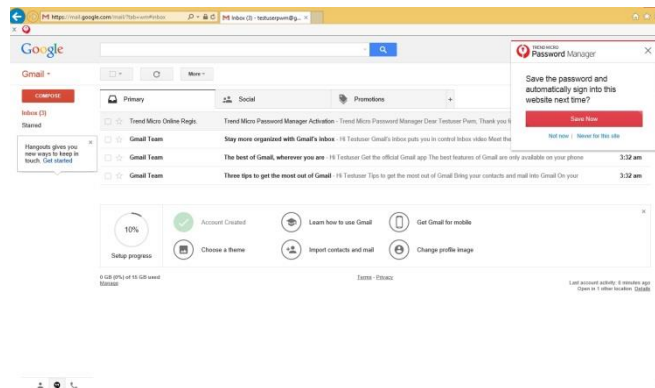 https://mail.google.com/mail/?tab=wm#inbox
Inbox (3) - testuserpwm@g...
Google
TREND MICRO
Password Manager
Save the password and
automatically sign into this
website next time?
Save Now
Not now | Never for this site
Gmail
More
COMPOSE
Inbox (3)
Starred
Hangouts gives you
new ways to keep in
touch. Get started
Primary
Social
Promotions
+
Trend Micro Online Regis. Trend Micro Password Manager Activation - Trend Micro Password Manager Dear Testuser Pwm, Thank you
Gmail Team Stay more organized with Gmail's inbox - Hi Testuser Gmail's inbox puts you in control Inbox video Meet the
Gmail Team The best of Gmail, wherever you are - Hi Testuser Get the official Gmail app The best features of Gmail are only available on your phone 3:32 am
Gmail Team Three tips to get the most out of Gmail - Hi Testuser Tips to get the most out of Gmail Bring your contacts and mail into Gmail On your 3:32 am
10%
Setup progress
Account Created
Learn how to use Gmail
Get Gmail for mobile
Choose a theme
Import contacts and mail
Change profile image
0 GB (0%) of 15 GB used
Manage
Terms - Privacy
Last account activity: 0 minutes ago
Open in 1 other location Details